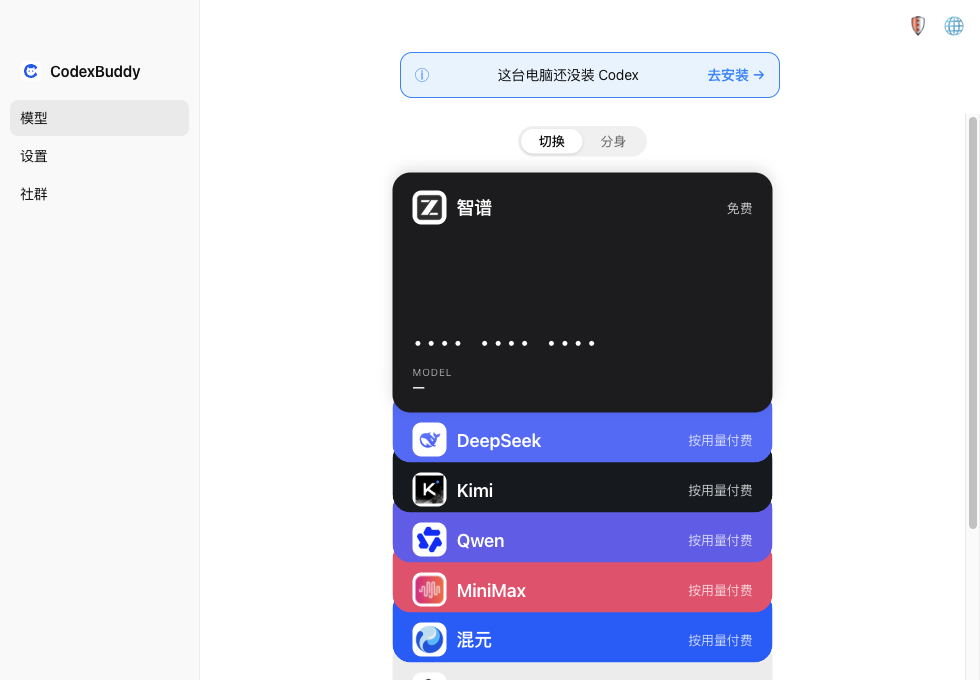 CodexBuddy
模型
设置
社群
这台电脑还没装 Codex
去安装 →
切换
分身
智谱
免费
•••• •••• ••••
MODEL
—
DeepSeek
按用量付费
Kimi
按用量付费
Qwen
按用量付费
MiniMax
按用量付费
混元
按用量付费